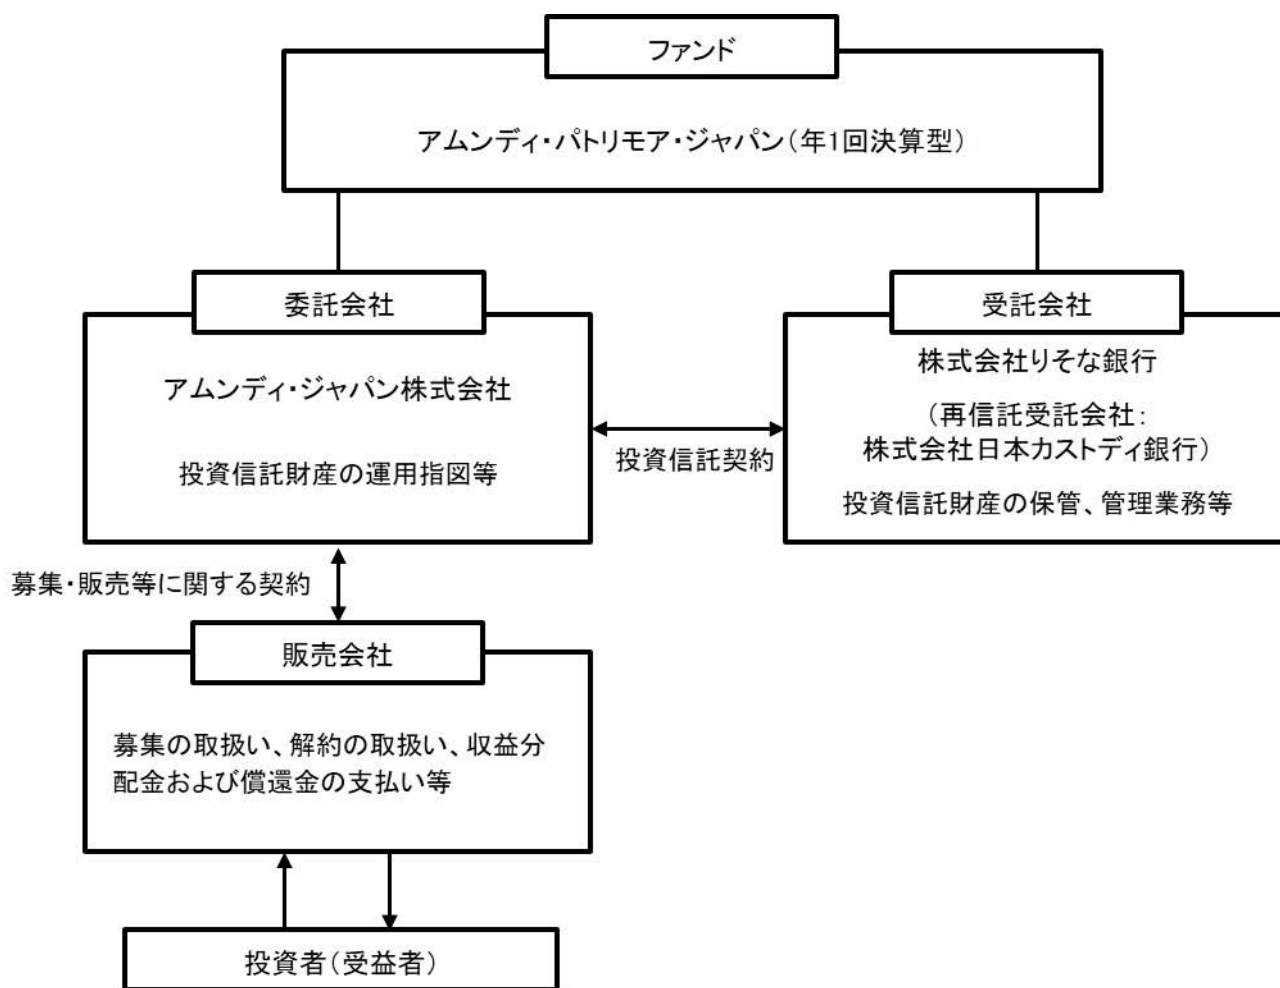 ファンド
アムンディ・パトリモア・ジャパン（年1回決算型）
委託会社
アムンディ・ジャパン株式会社
投資信託財産の運用指図等
投資信託契約
受託会社
株式会社りそな銀行
（再信託受託会社：
株式会社日本カストディ銀行）
投資信託財産の保管、管理業務等
募集・販売等に関する契約
販売会社
募集の取扱い、解約の取扱い、収益分
配金および償還金の支払い等
投資者（受益者）